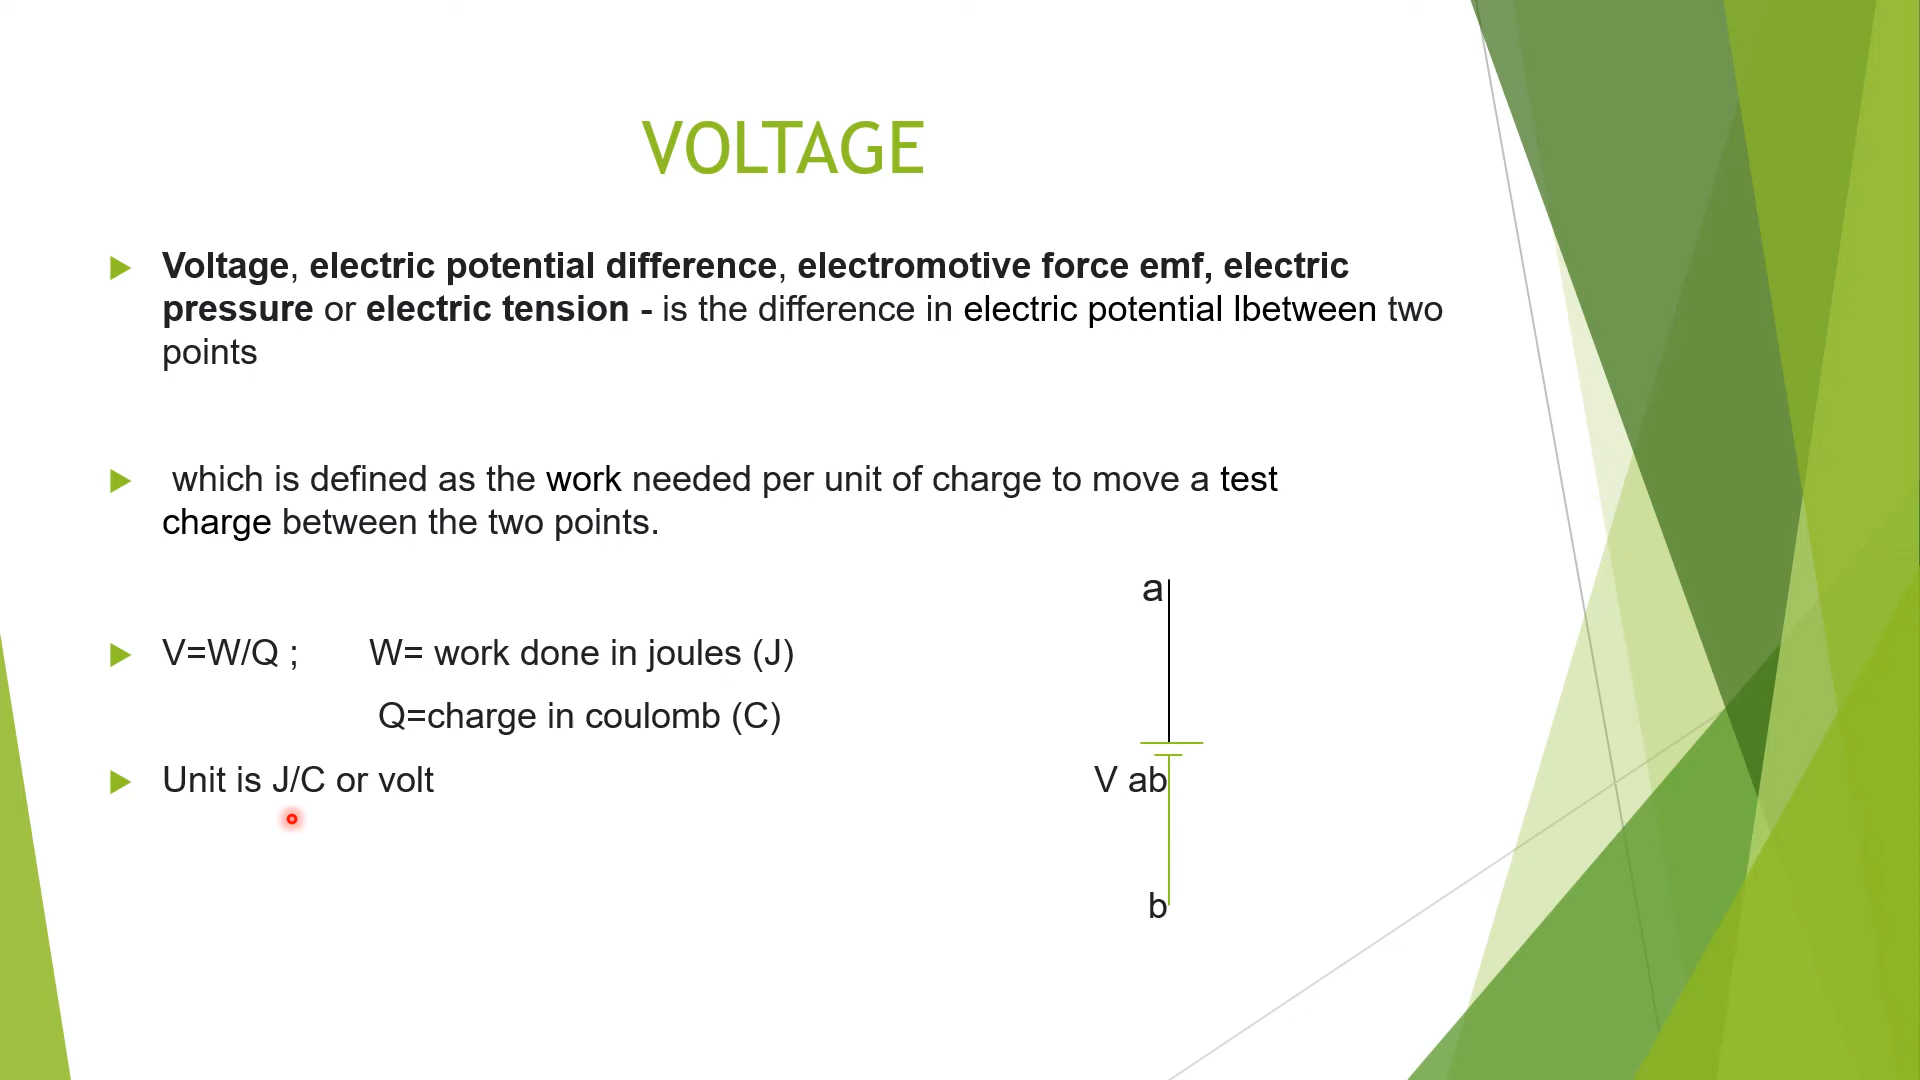 VOLTAGE
Voltage, electric potential difference, electromotive force emf, electric
pressure or electric tension - is the difference in electric potential lbetween two
points
which is defined as the work needed per unit of charge to move a test
charge between the two points.
a
V=W/Q ; W= work done in joules (J)
Q=charge in coulomb (C)
Unit is J/C or volt
V ab
b